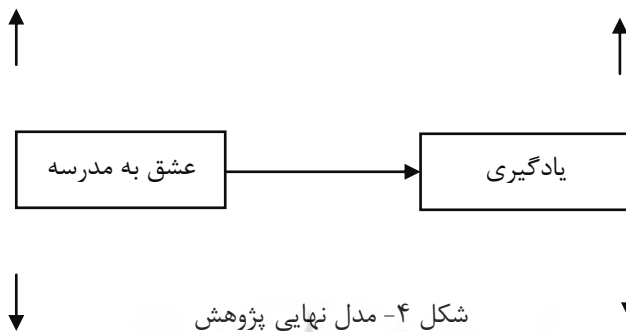 عشق به مدرسه
یادگیری
شکل ۴- مدل نهایی پژوهش